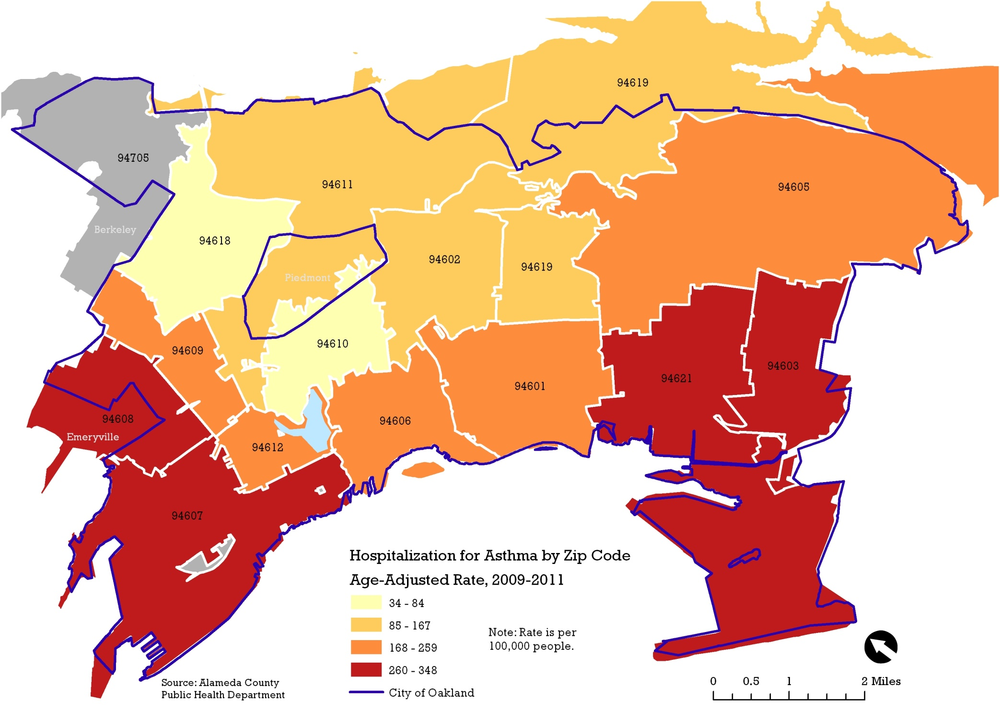 94619
94705
94611
94605
Berkeley
94618
94602
94619
Piedmont
94610
94609
94603
94621
94601
94608
94606
Emeryville
94612
94607
Hospitalization for Asthma by Zip Code
Age-Adjusted Rate, 2009-2011
34 - 84
85 - 167
168 - 259
260 - 348
City of Oakland
Note: Rate is per
100,000 people.
Source: Alameda County
Public Health Department
0 0.5 1 2 Miles